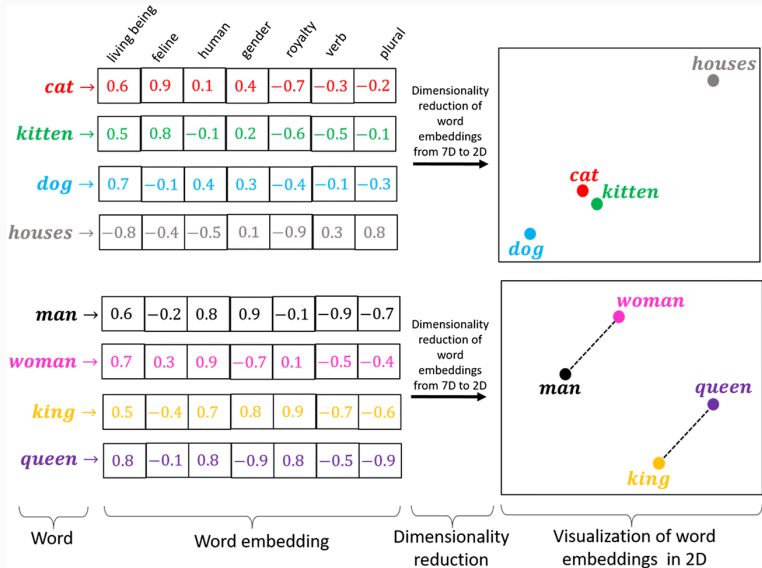 living being feline human gender royalty verb plural
cat → 0.6 0.9 0.1 0.4 −0.7 −0.3 −0.2
kitten → 0.5 0.8 −0.1 0.2 −0.6 −0.5 −0.1
dog → 0.7 −0.1 0.4 0.3 −0.4 −0.1 −0.3
houses → −0.8 −0.4 −0.5 0.1 −0.9 0.3 0.8
Dimensionality
reduction of
word
embeddings
from 7D to 2D
houses
cat
kitten
dog
man → 0.6 −0.2 0.8 0.9 −0.1 −0.9 −0.7
woman → 0.7 0.3 0.9 −0.7 0.1 −0.5 −0.4
king → 0.5 −0.4 0.7 0.8 0.9 −0.7 −0.6
queen → 0.8 −0.1 0.8 −0.9 0.8 −0.5 −0.9
Dimensionality
reduction of
word
embeddings
from 7D to 2D
woman
man
queen
king
Word
Word embedding
Dimensionality
reduction
Visualization of word
embeddings in 2D